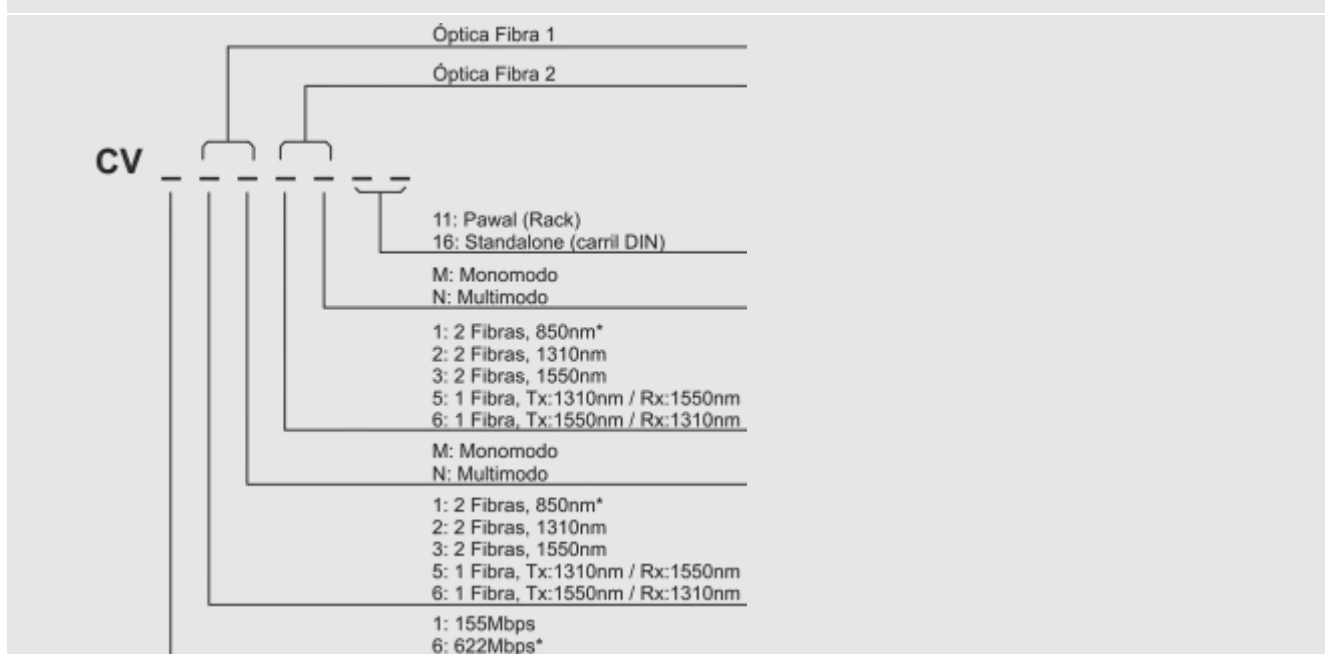 Óptica Fibra 1
Óptica Fibra 2
CV _ _ _ _ _ _ _
11: Pawal (Rack)
16: Standalone (carril DIN)
M: Monomodo
N: Multimodo
1: 2 Fibras, 850nm*
2: 2 Fibras, 1310nm
3: 2 Fibras, 1550nm
5: 1 Fibra, Tx:1310nm / Rx:1550nm
6: 1 Fibra, Tx:1550nm / Rx:1310nm
M: Monomodo
N: Multimodo
1: 2 Fibras, 850nm*
2: 2 Fibras, 1310nm
3: 2 Fibras, 1550nm
5: 1 Fibra, Tx:1310nm / Rx:1550nm
6: 1 Fibra, Tx:1550nm / Rx:1310nm
1: 155Mbps
6: 622Mbps*